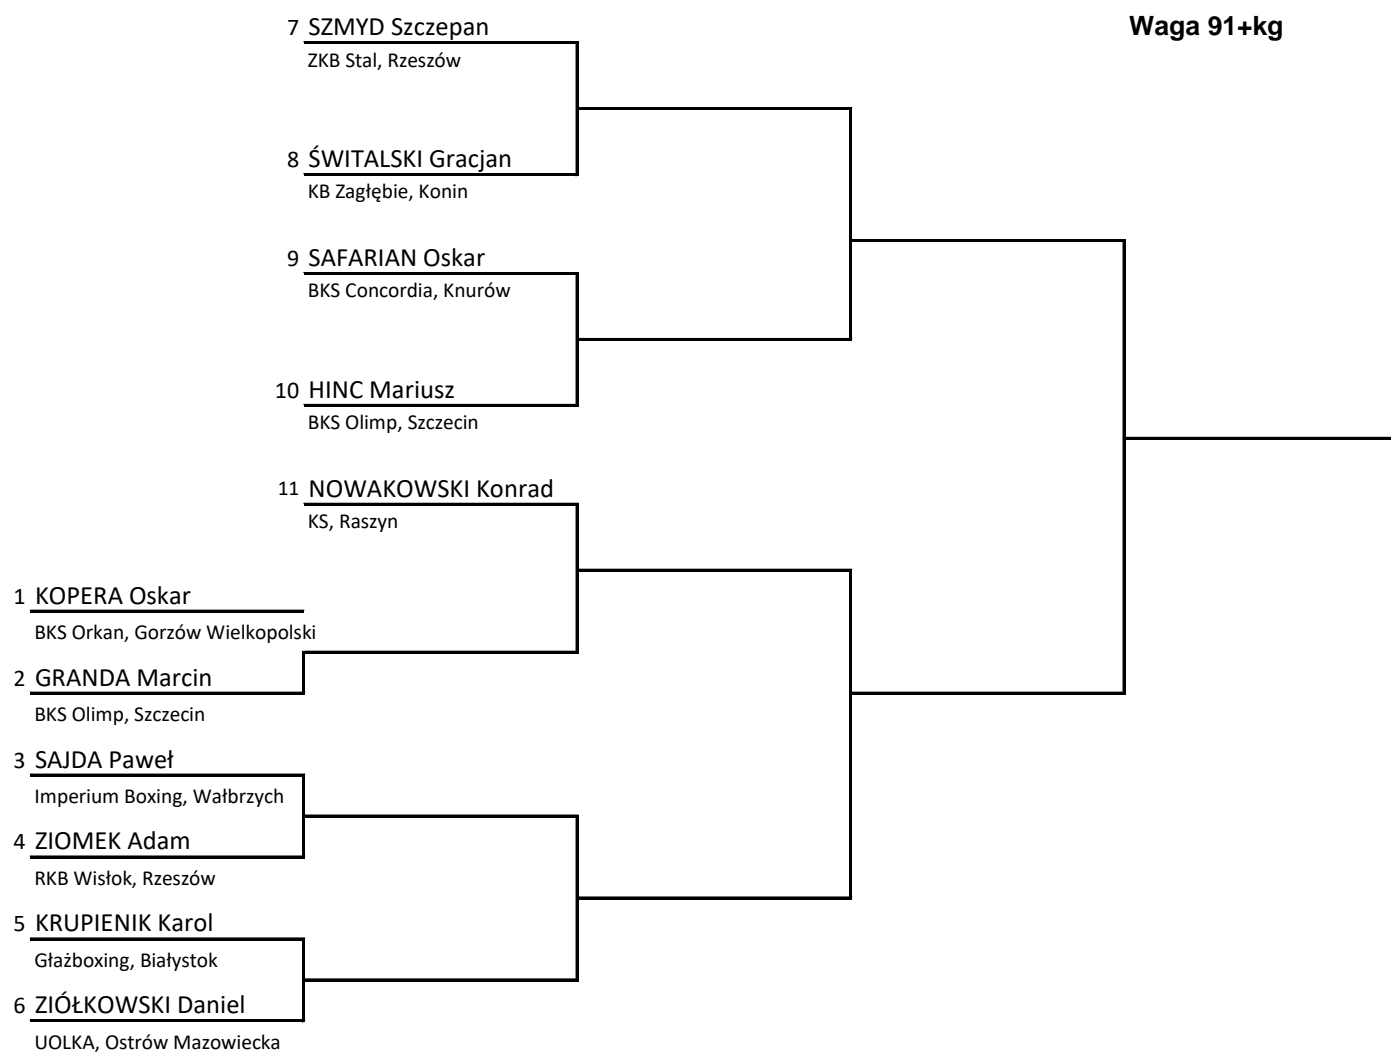 7 SZMYD Szczepan
Waga 91+kg
ZKB Stal, Rzeszów
8 ŚWITALSKI Gracjan
KB Zagłębie, Konin
9 SAFARIAN Oskar
BKS Concordia, Knurów
10 HINC Mariusz
BKS Olimp, Szczecin
11 NOWAKOWSKI Konrad
KS, Raszyn
1 KOPERA Oskar
BKS Orkan, Gorzów Wielkopolski
2 GRANDA Marcin
BKS Olimp, Szczecin
3 SAJDA Paweł
Imperium Boxing, Wałbrzych
4 ZIOMEK Adam
RKB Wisłok, Rzeszów
5 KRUPIENIK Karol
Głażboxing, Białystok
6 ZIÓŁKOWSKI Daniel
UOLKA, Ostrów Mazowiecka